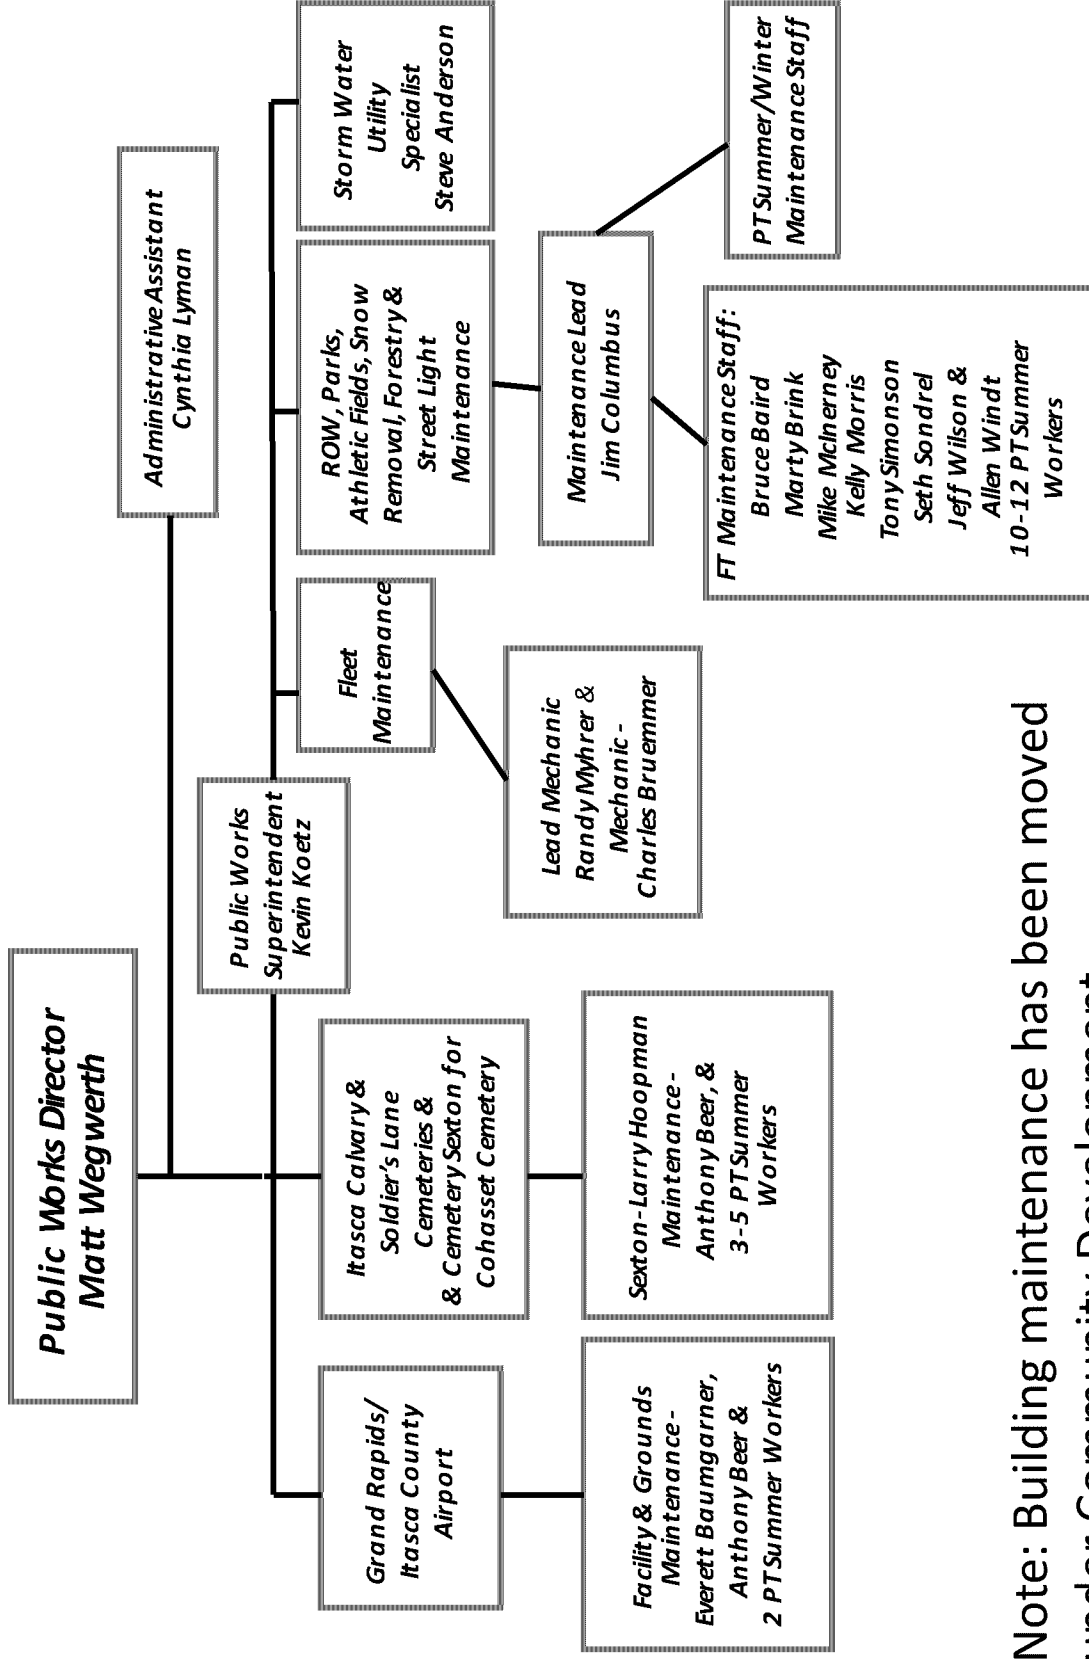 Public Works Director
Matt Wegwerth
Administrative Assistant
Cynthia Lyman
Public Works
Superintendent
Kevin Koetz
Grand Rapids/
Itasca County
Airport
Itasca Calvary &
Soldier's Lane
Cemeteries &
& Cemetery Sexton for
Cohasset Cemetery
Fleet
Maintenance
ROW, Parks,
Athletic Fields, Snow
Removal, Forestry &
Street Light
Maintenance
Storm Water
Utility
Specialist
Steve Anderson
Facility & Grounds
Maintenance-
Everett Baumgarner,
Anthony Beer &
2 PT Summer Workers
Sexton-Larry Hoopman
Maintenance-
Anthony Beer, &
3-5 PT Summer
Workers
Lead Mechanic
Randy Myhrer &
Mechanic -
Charles Bruemmer
Maintenance Lead
Jim Columbus
FT Maintenance Staff:
Bruce Baird
Marty Brink
Mike McInerney
Kelly Morris
Tony Simonson
Seth Sondrel
Jeff Wilson &
Allen Windt
10-12 PT Summer
Workers
PT Summer/Winter
Maintenance Staff
Note: Building maintenance has been moved
under Community Development